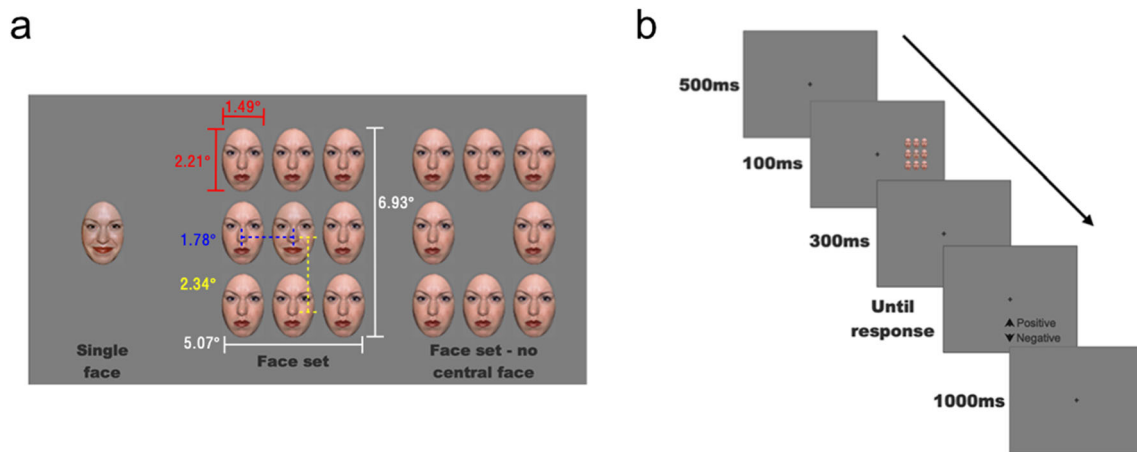 a
1.49°
2.21°
6.93°
1.78°
2.34°
5.07°
Single
face
Face set
Face set - no
central face
b
500ms
100ms
300ms
Until
response
Positive
Negative
1000ms